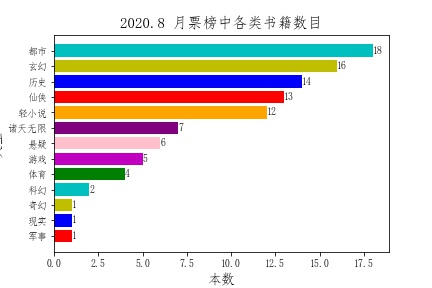 2020.8 月票榜中各类书籍数目
都市 18
玄幻 16
历史 14
仙侠 13
轻小说 12
诸天无限 7
悬疑 6
游戏 5
体育 4
科幻 2
奇幻 1
现实 1
军事 1
0.0 2.5 5.0 7.5 10.0 12.5 15.0 17.5
本数